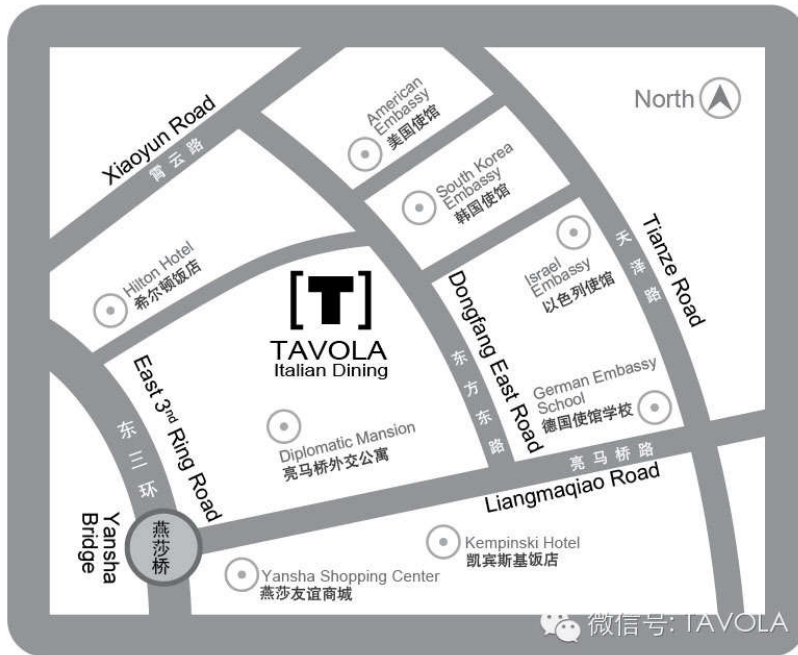 North
Xiaoyun Road
霄云路
American
Embassy
美国使馆
South Korea
Embassy
韩国使馆
Israel
Embassy
以色列使馆
天泽路
Tianze Road
Hilton Hotel
希尔顿饭店
[T]
TAVOLA
Italian Dining
Dongfang East Road
东方东路
German Embassy
School
德国使馆学校
East 3nd Ring Road
东三环
Diplomatic Mansion
亮马桥外交公寓
亮马桥路
Liangmaqiao Road
Yansha
Bridge
燕莎桥
Kempinski Hotel
凯宾斯基饭店
Yansha Shopping Center
燕莎友谊商城
微信号: TAVOLA